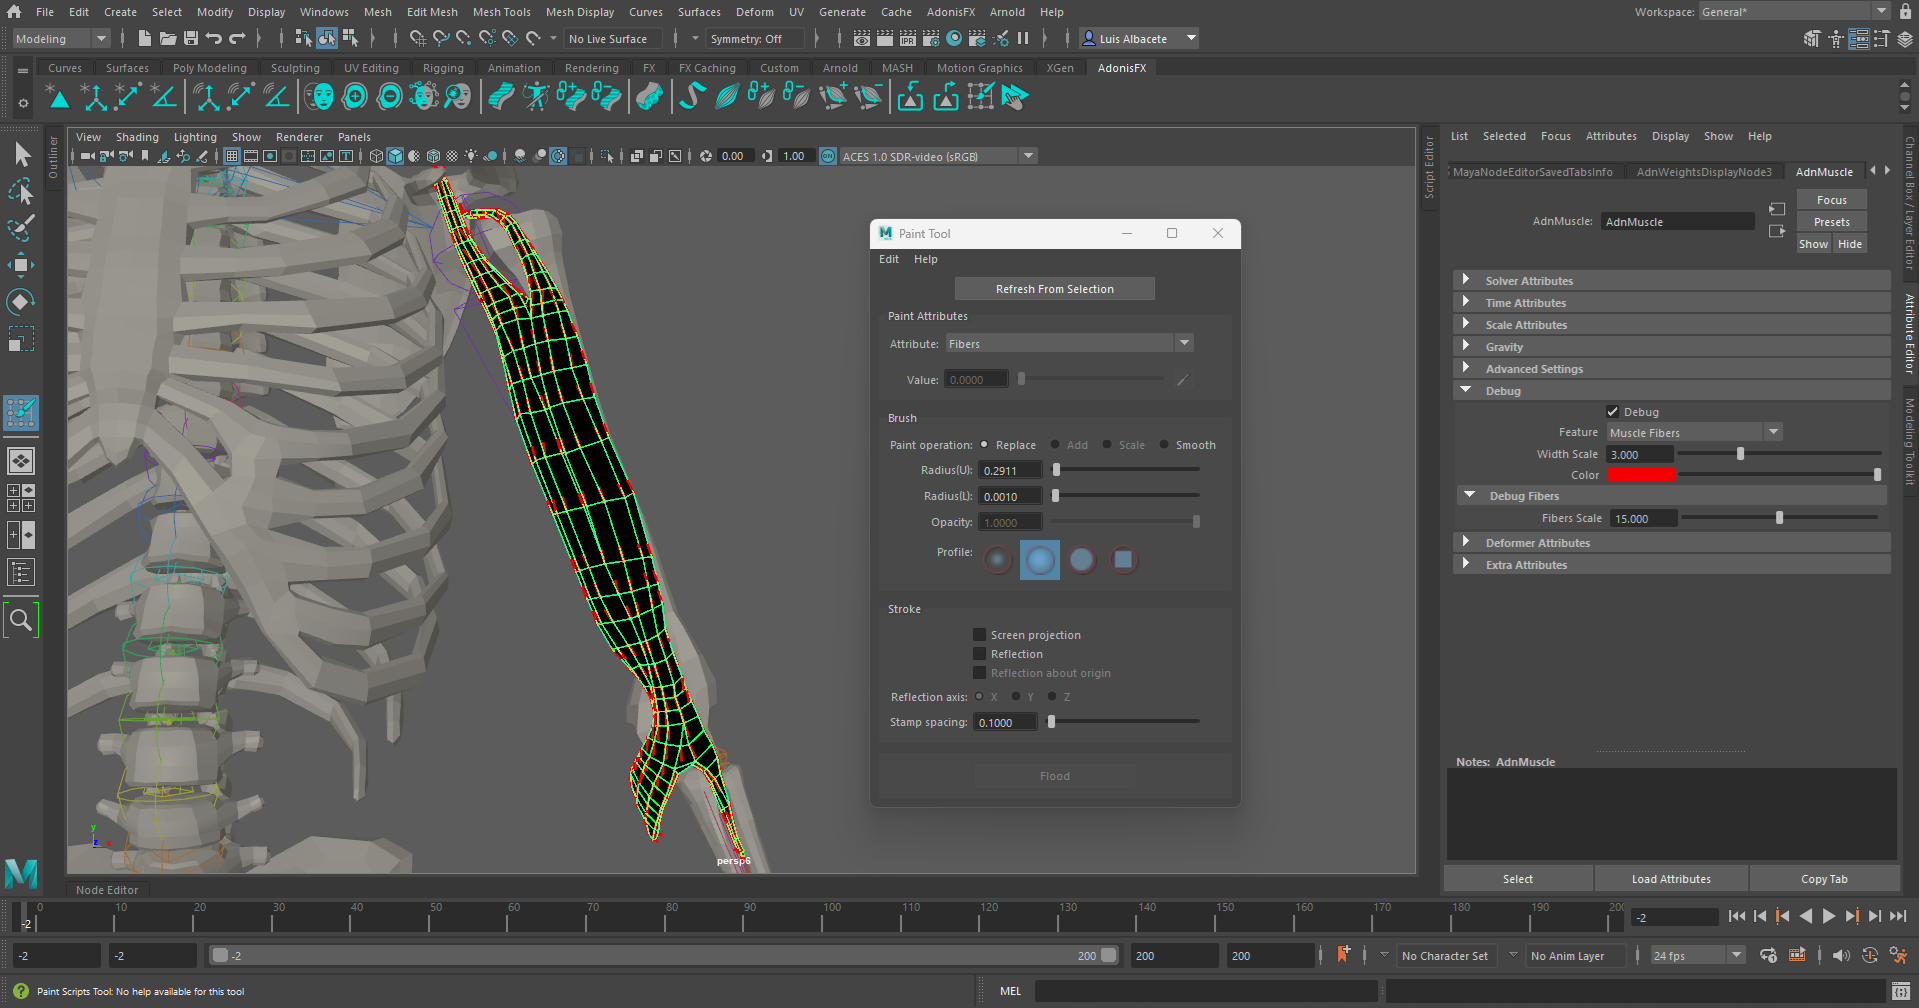 File Edit Create Select Modify Display Windows Mesh Edit Mesh Mesh Tools Mesh Display Curves Surfaces Deform UV Generate Cache AdonisFX Arnold Help
Workspace: General*
Modeling
No Live Surface
Symmetry: Off
IPR
Luis Albacete
Curves Surfaces Poly Modeling Sculpting UV Editing Rigging Animation Rendering FX FX Caching Custom Arnold MASH Motion Graphics XGen AdonisFX
Outliner
View Shading Lighting Show Renderer Panels
0.00
1.00
ON
ACES 1.0 SDR-video (sRGB)
y
z
persp6
Paint Tool
Edit Help
Refresh From Selection
Paint Attributes
Attribute: Fibers
Value: 0.0000
Brush
Paint operation: Replace Add Scale Smooth
Radius(U): 0.2911
Radius(L): 0.0010
Opacity: 1.0000
Profile:
Stroke
Screen projection
Reflection
Reflection about origin
Reflection axis: X Y Z
Stamp spacing: 0.1000
Flood
Script Editor
List Selected Focus Attributes Display Show Help
MayaNodeEditorSavedTabsInfo AdnWeightsDisplayNode3 AdnMuscle
Focus
AdnMuscle: AdnMuscle
Presets
Show Hide
Solver Attributes
Time Attributes
Scale Attributes
Gravity
Advanced Settings
Debug
Debug
Feature Muscle Fibers
Width Scale 3.000
Color
Debug Fibers
Fibers Scale 15.000
Deformer Attributes
Extra Attributes
Notes: AdnMuscle
Select Load Attributes Copy Tab
Channel Box / Layer Editor
Attribute Editor
Modeling Toolkit
Node Editor
0 10 20 30 40 50 60 70 80 90 100 110 120 130 140 150 160 170 180 190 200
-2
-2
-2 -2 -2 200 200 200
No Character Set
No Anim Layer
24 fps
Paint Scripts Tool: No help available for this tool
MEL